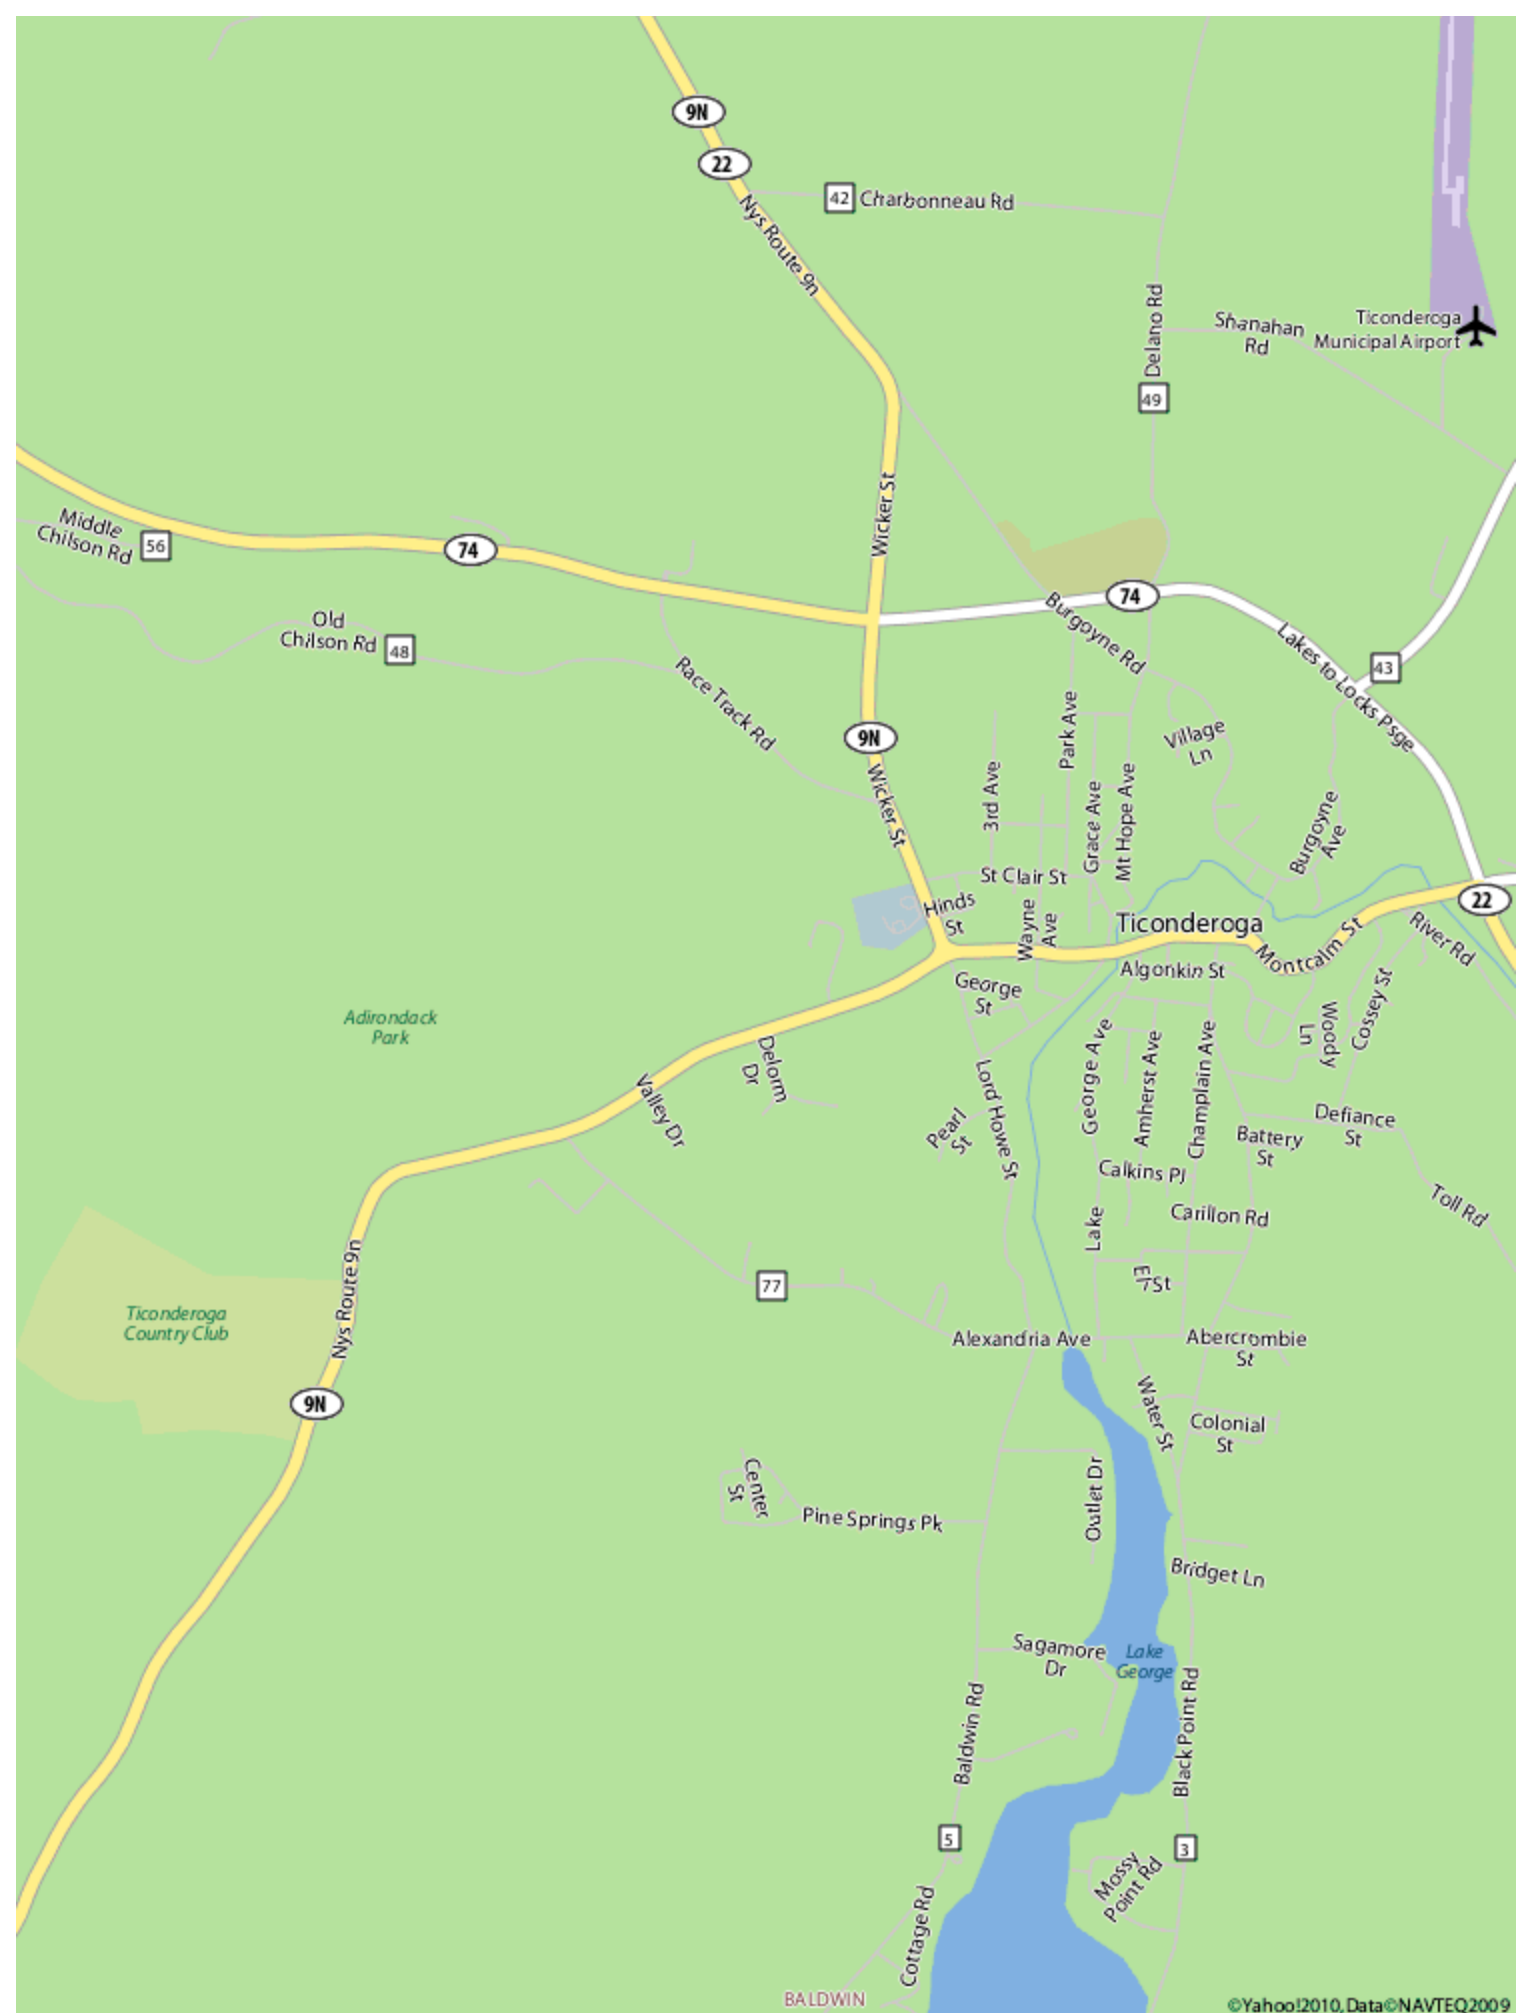 9N
22
Nys Route 9n
42
Charbonneau Rd
Delano Rd
49
Shanahan
Rd
Ticonderoga
Municipal Airport
Wicker St
Middle
Chilson Rd
56
74
74
Old
Chilson Rd
48
Race Track Rd
Burgoyne Rd
Lakes to Locks Psge
43
9N
Wicker St
Park Ave
Village
Ln
3rd Ave
Grace Ave
Mt Hope Ave
Burgoyne
Ave
St Clair St
Hinds
St
Wayne
Ave
Ticonderoga
22
Montcalm St
River Rd
Algonkin St
George
St
Adirondack
Park
Delorm
Dr
Valley Dr
Lord Howe St
Pearl
St
George Ave
Amherst Ave
Champlain Ave
Woody
Ln
Cossey St
Defiance
St
Battery
St
Calkins Pl
Toll Rd
Lake
Carillon Rd
E 7 St
Nys Route 9n
77
Ticonderoga
Country Club
Alexandria Ave
Abercrombie
St
9N
Water St
Colonial
St
Center
St
Outlet Dr
Pine Springs Pk
Bridget Ln
Sagamore
Dr
Lake
George
Baldwin Rd
Black Point Rd
5
3
Mossy
Point Rd
Cottage Rd
BALDWIN
©Yahoo!2010,Data©NAVTEQ2009